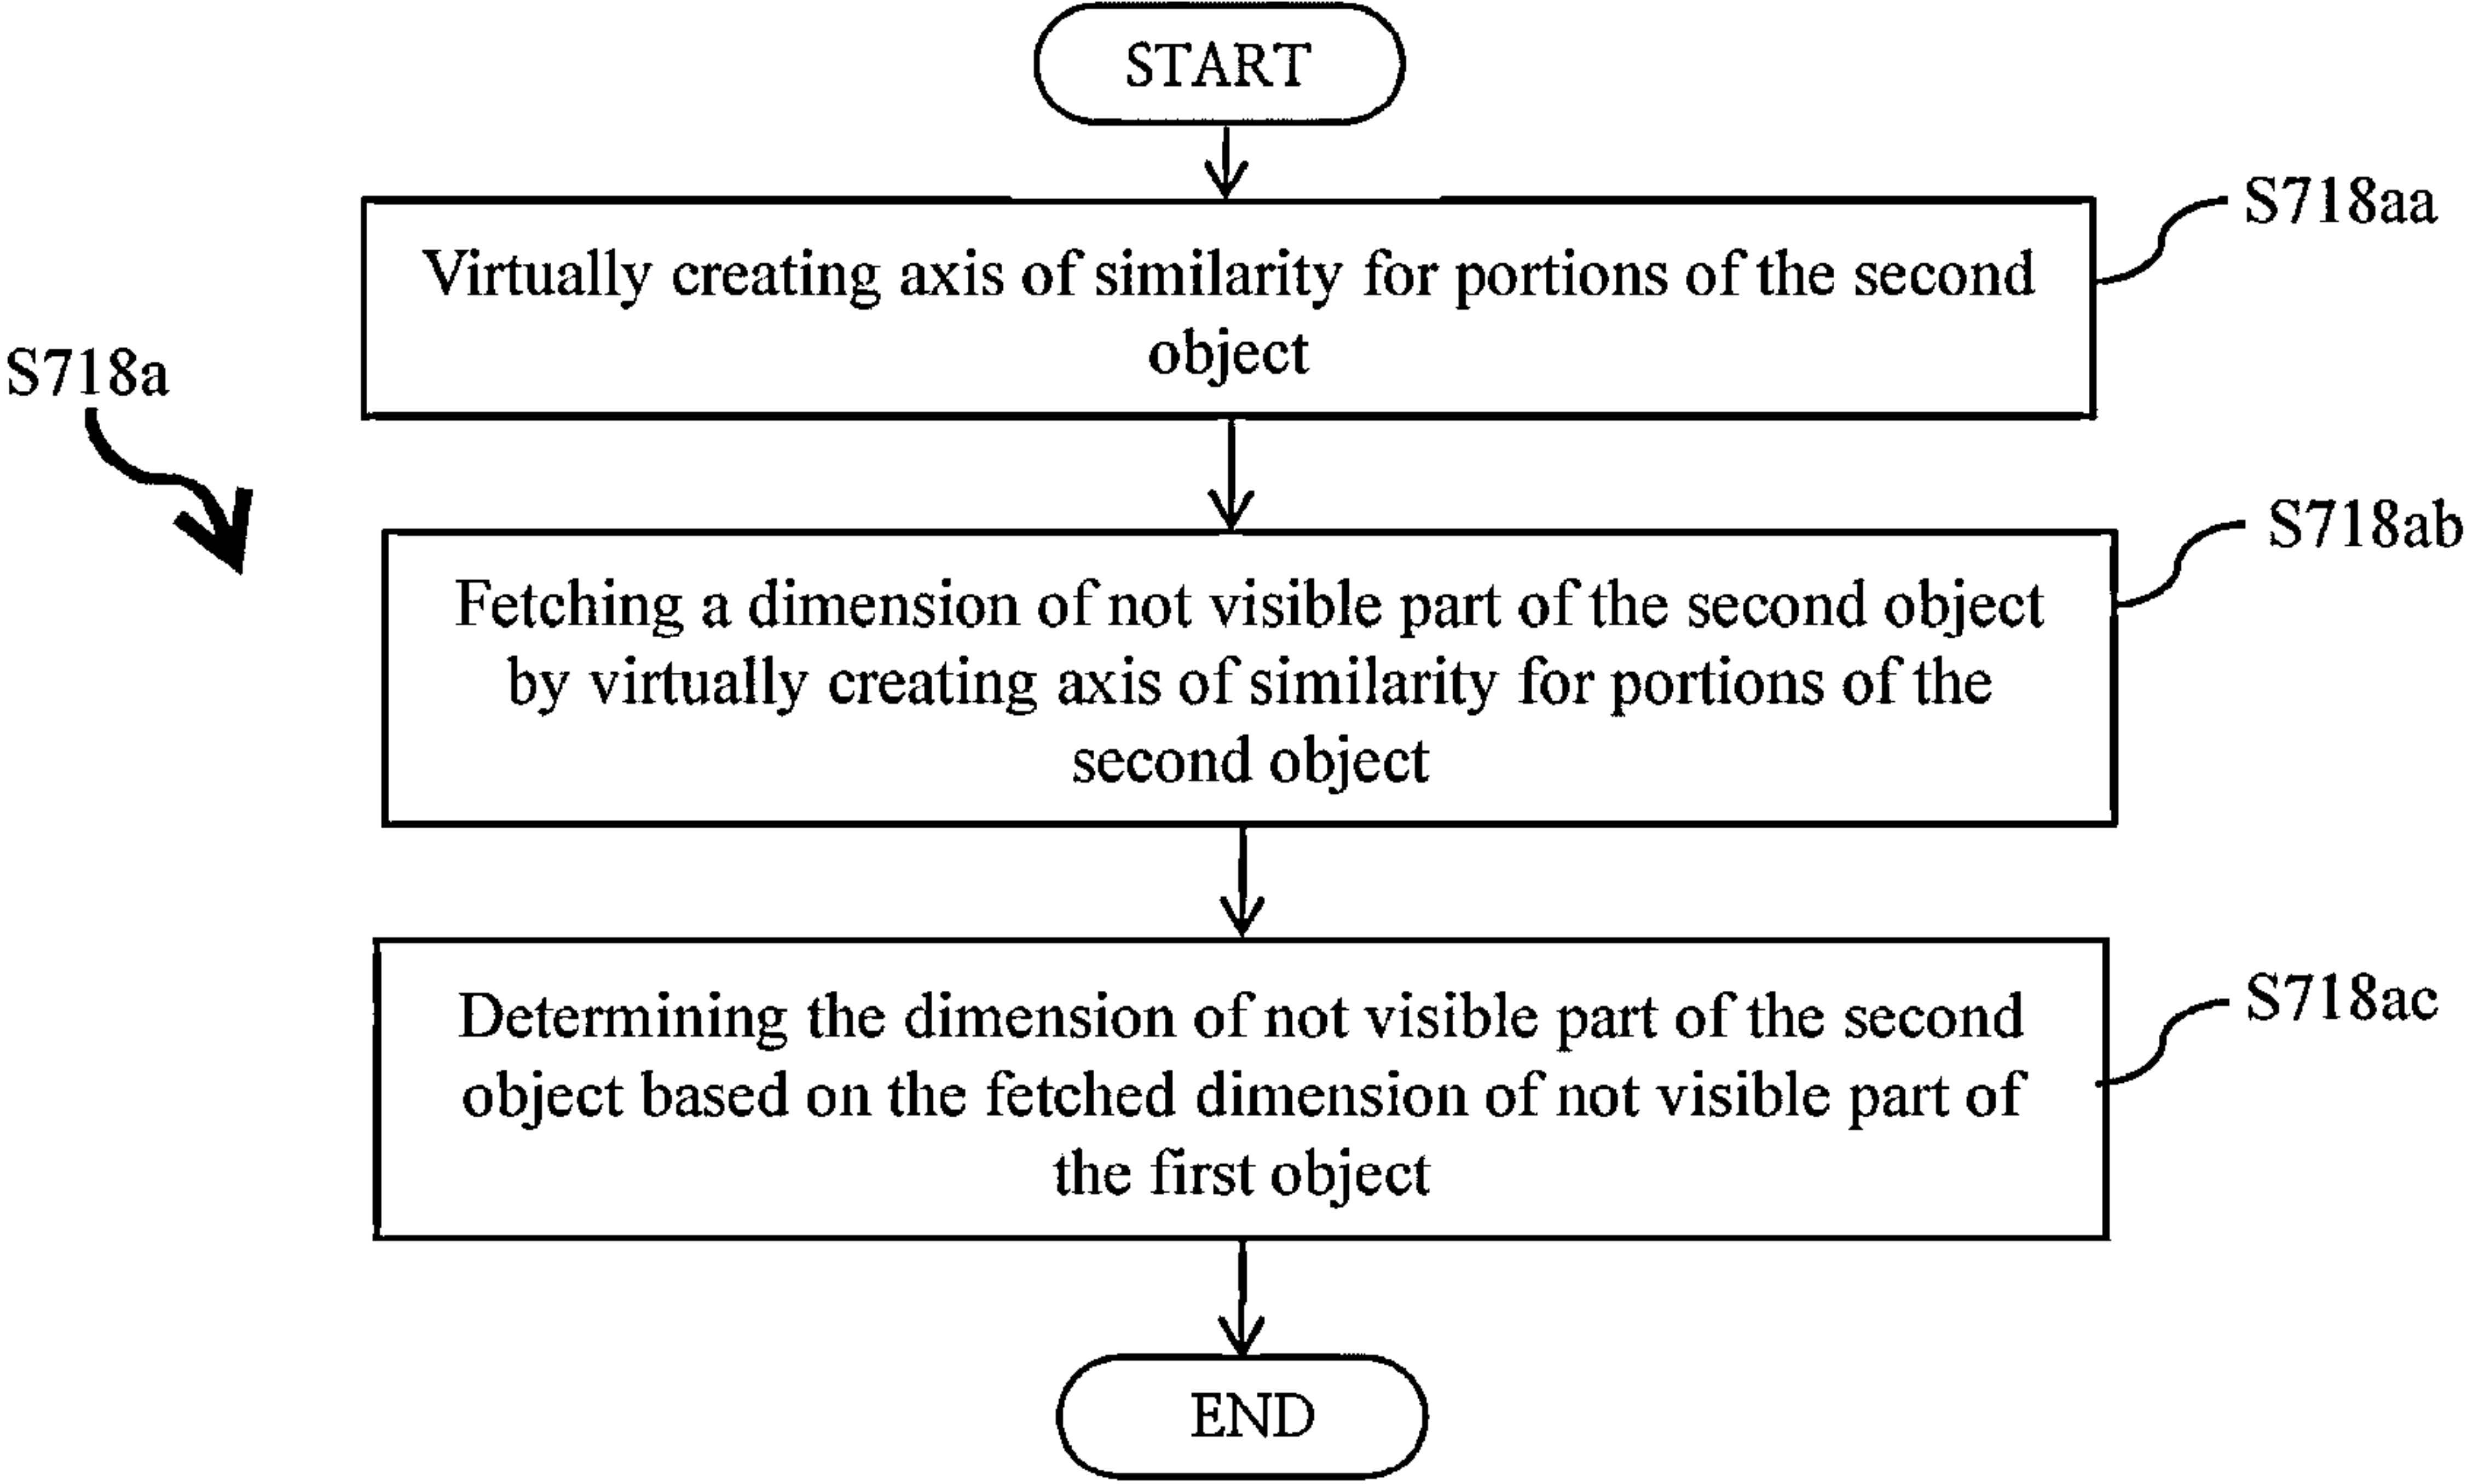 START
S718aa
Virtually creating axis of similarity for portions of the second
object
S718a
S718ab
Fetching a dimension of not visible part of the second object
by virtually creating axis of similarity for portions of the
second object
S718ac
Determining the dimension of not visible part of the second
object based on the fetched dimension of not visible part of
the first object
END